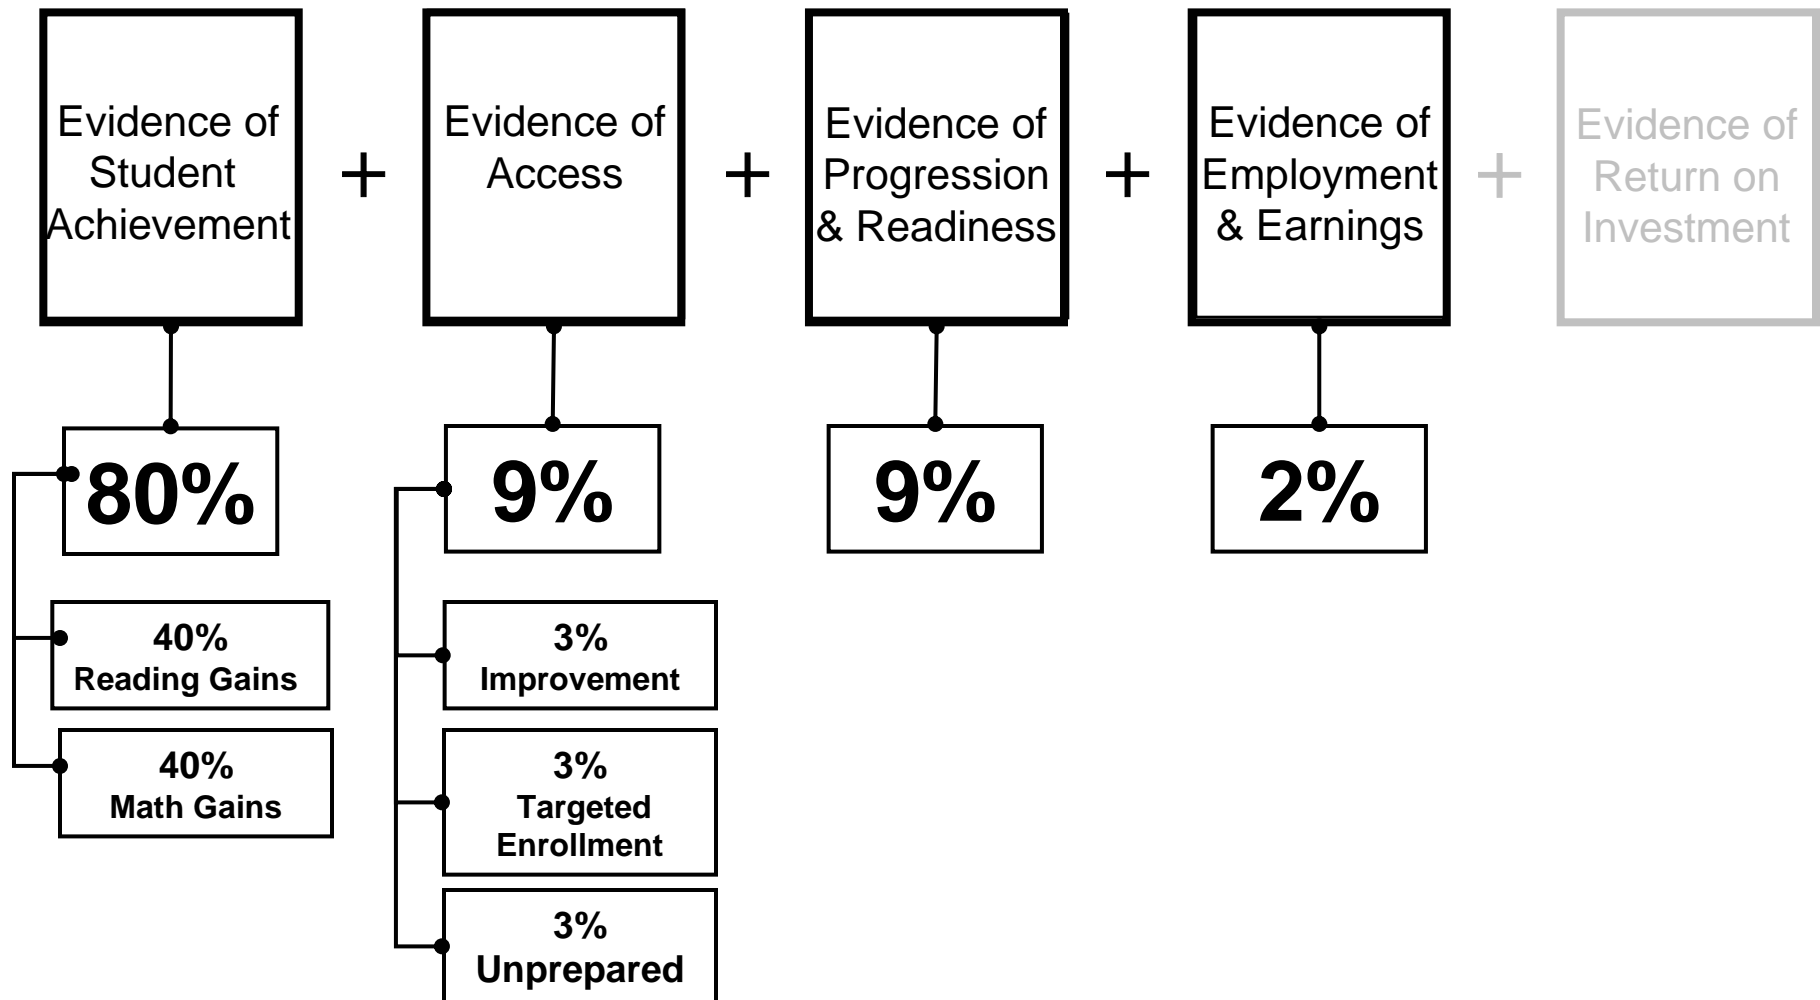 Evidence of
Student
Achievement
+
Evidence of
Access
+
Evidence of
Progression
& Readiness
+
Evidence of
Employment
& Earnings
+
Evidence of
Return on
Investment
80%
9%
9%
2%
40%
Reading Gains
40%
Math Gains
3%
Improvement
3%
Targeted
Enrollment
3%
Unprepared